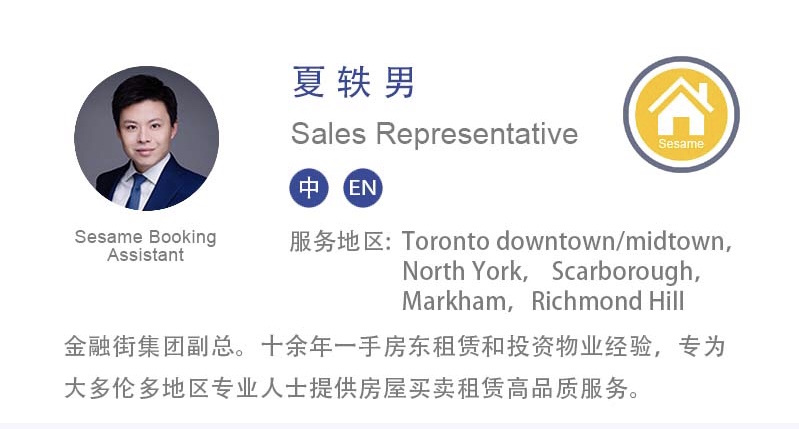 夏轶男
Sales Representative
Sesame
中 EN
Sesame Booking
Assistant
服务地区: Toronto downtown/midtown,
North York, Scarborough,
Markham, Richmond Hill
金融街集团副总。十余年一手房东租赁和投资物业经验，专为
大多伦多地区专业人士提供房屋买卖租赁高品质服务。